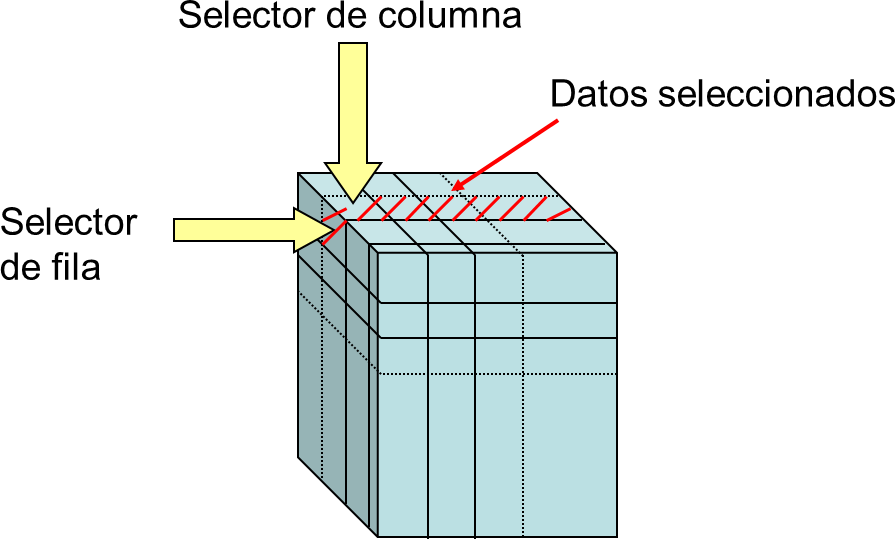 Selector de columna
Datos seleccionados
Selector
de fila